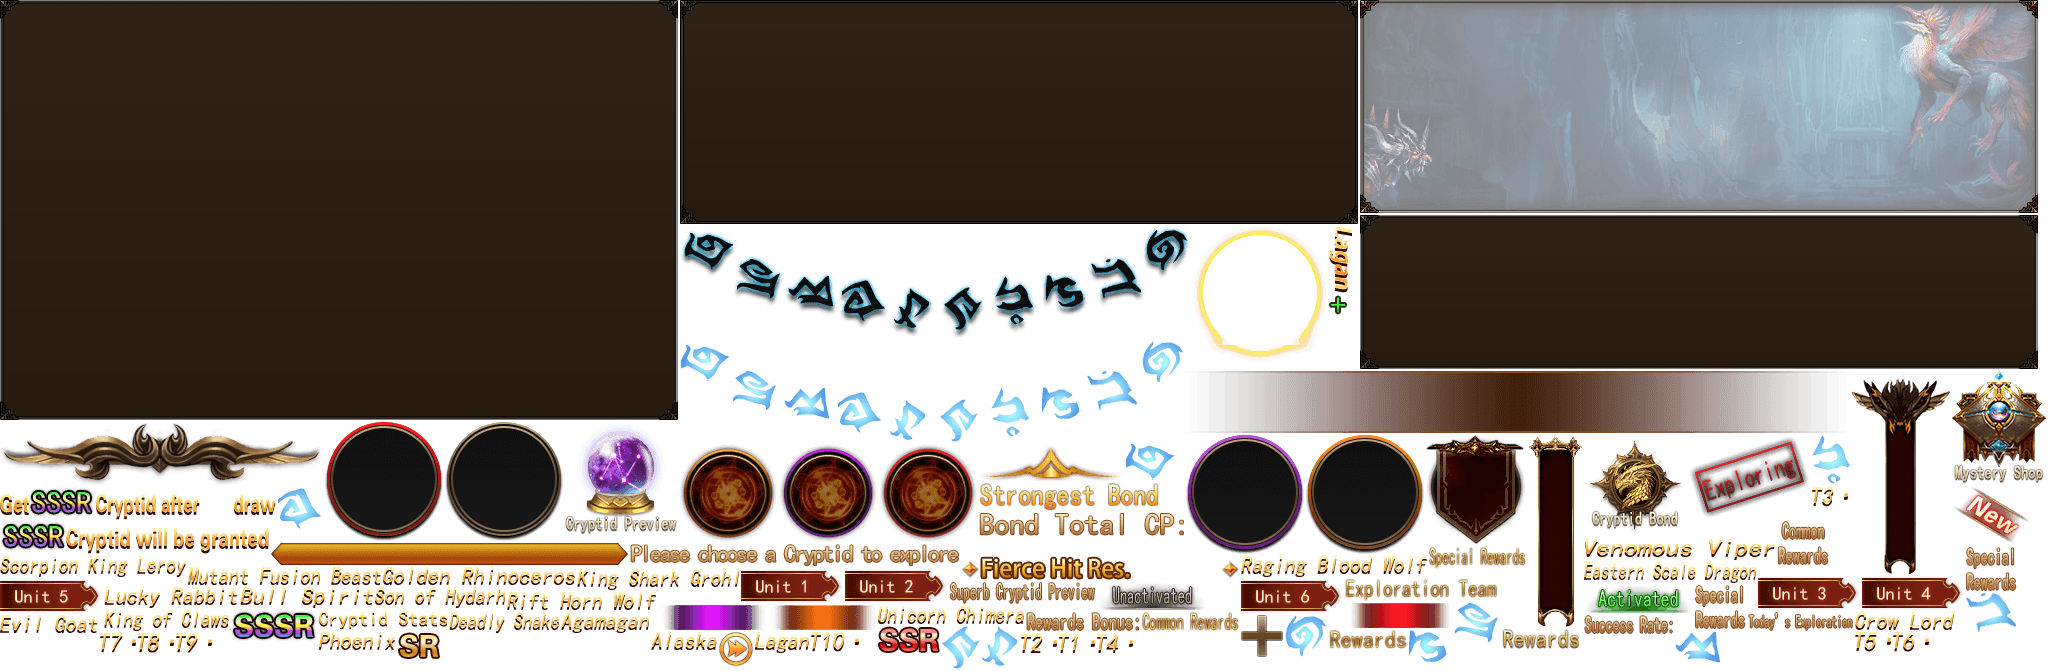 Lagan +
Mystery Shop
Get SSSR Cryptid after draw
SSSR Cryptid will be granted
Cryptid Preview
Strongest Bond
Bond Total CP:
Special Rewards
Cryptid Bond
Exploring
T3 ·
New
Common
Rewards
Special
Rewards
Please choose a Cryptid to explore
Scorpion King Leroy
Mutant Fusion Beast
Golden Rhinoceros
King Shark Grohl
Fierce Hit Res.
Raging Blood Wolf
Venomous Viper
Eastern Scale Dragon
Unit 5
Lucky Rabbit
Bull Spirit
Son of Hydarh
Rift Horn Wolf
Unit 1
Unit 2
Superb Cryptid Preview
Unactivated
Unit 6
Exploration Team
Activated
Special
Rewards
Unit 3
Unit 4
Evil Goat
King of Claws
SSSR
Cryptid Stats
Deadly Snake
Agamagan
Unicorn Chimera
Rewards Bonus:
Common Rewards
Success Rate:
Today's Exploration
Crow Lord
T7 ·
T8 ·
T9 ·
Phoenix
SR
Alaska
Lagan
T10 ·
SSR
T2 ·
T1 ·
T4 ·
Rewards
Rewards
T5 ·
T6 ·